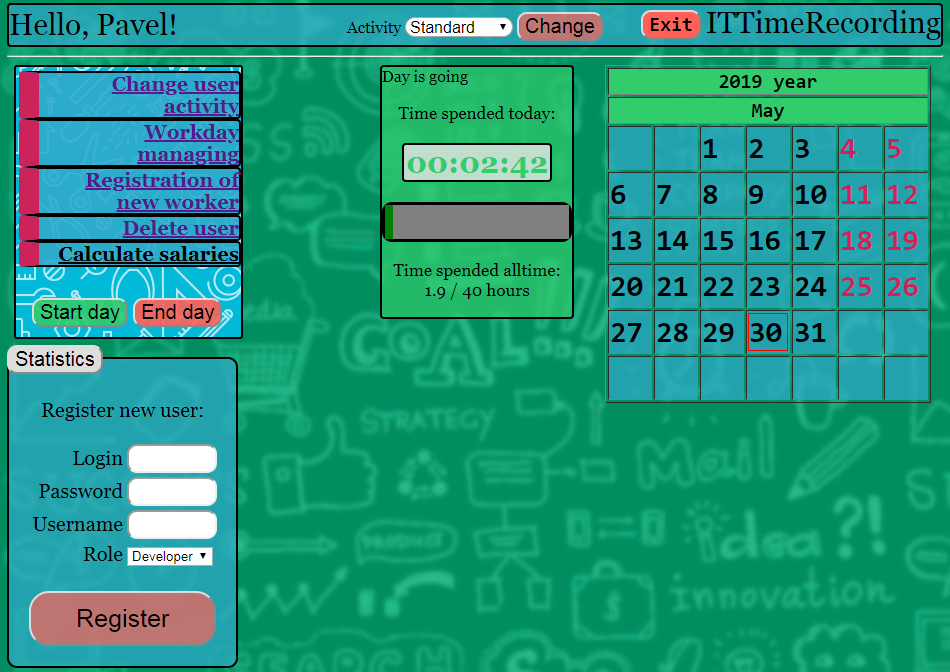 Hello, Pavel!
Activity Standard Change
Exit ITTimeRecording
Change user
activity
Workday
managing
Registration of
new worker
Delete user
Calculate salaries
Start day End day
Statistics
Register new user:
Login
Password
Username
Role Developer
Register
Day is going
Time spended today:
00:02:42
Time spended alltime:
1.9 / 40 hours
2019 year
May
1 2 3 4 5
6 7 8 9 10 11 12
13 14 15 16 17 18 19
20 21 22 23 24 25 26
27 28 29 30 31
GOAL...
STRATEGY
Mail
PRODUCT
idea
?!
innovation
SEARCH